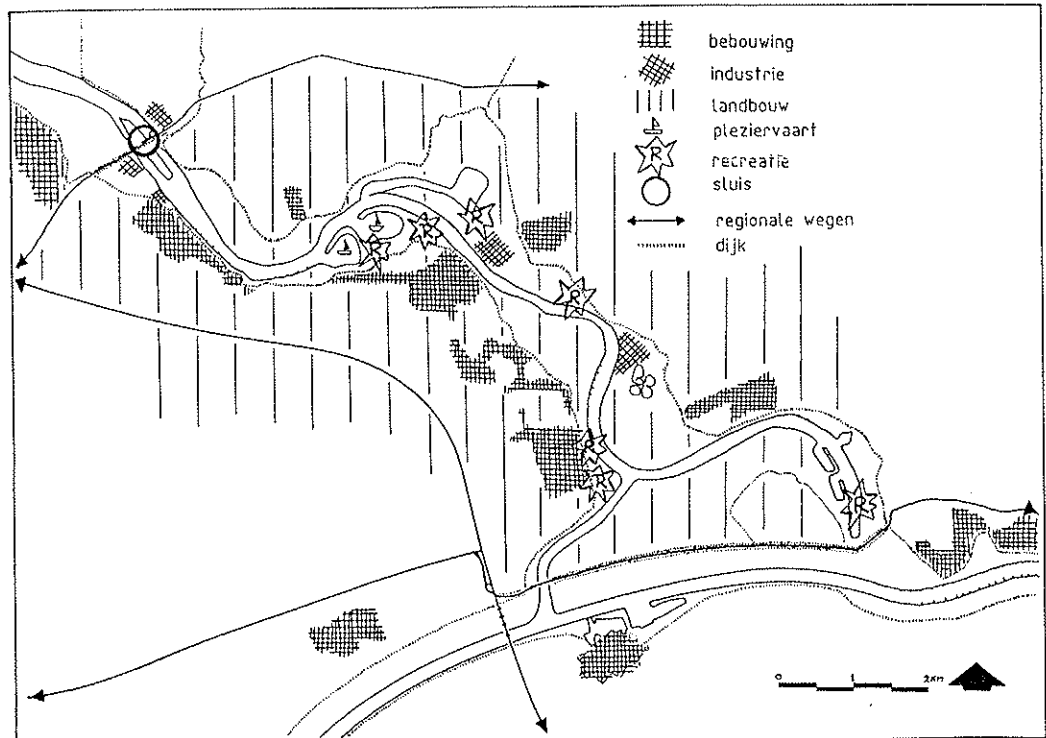 bebouwing
industrie
landbouw
pleziervaart
R recreatie
sluis
regionale wegen
dijk
R
R
R
R
R
R
R
0 1 2km